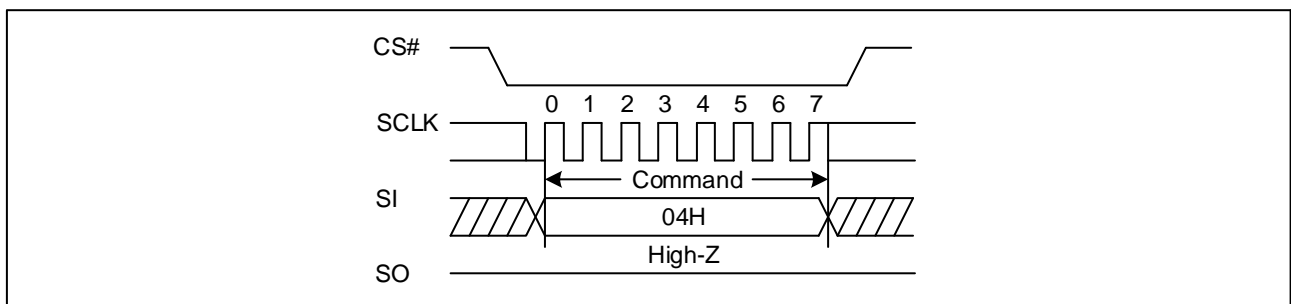 CS#
0 1 2 3 4 5 6 7
SCLK
Command
SI
04H
High-Z
SO